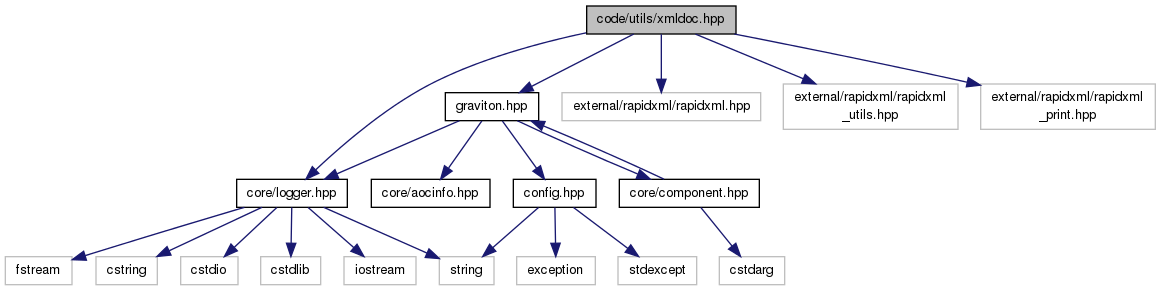 code/utils/xmldoc.hpp
graviton.hpp
external/rapidxml/rapidxml.hpp
external/rapidxml/rapidxml
_utils.hpp
external/rapidxml/rapidxml
_print.hpp
core/logger.hpp
core/aocinfo.hpp
config.hpp
core/component.hpp
fstream
cstring
cstdio
cstdlib
iostream
string
exception
stdexcept
cstdarg